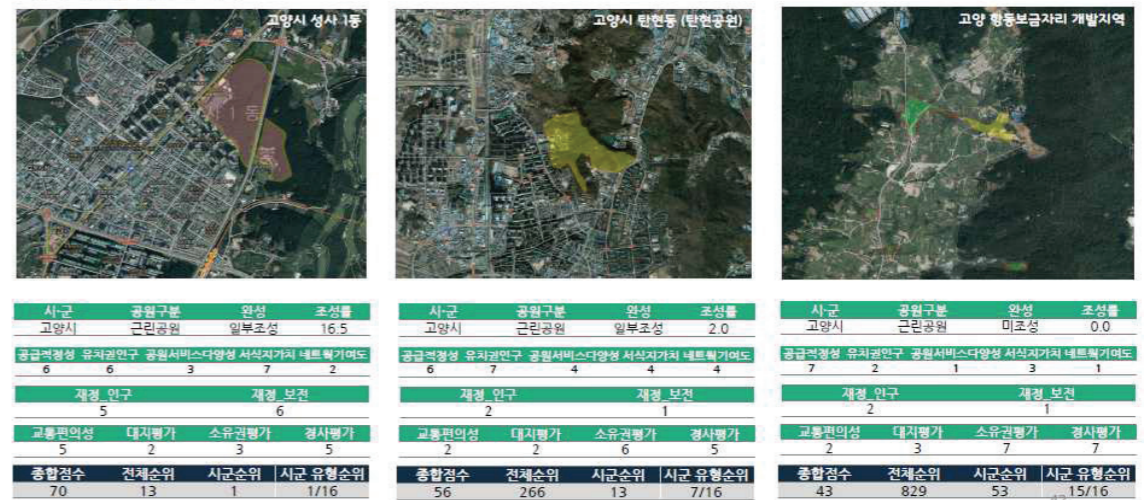 고양시 성사 1동
시·군 공원구분 완성 조성률
고양시 근린공원 일부조성 16.5
공급적정성 유치권인구 공원서비스다양성 서식지가치 네트웍기여도
6 6 3 7 2
재정_인구 재정_보전
5 6
교통편의성 대지평가 소유권평가 경사평가
5 2 3 5
종합점수 전체순위 시군순위 시군 유형순위
70 13 1 1/16
고양시 탄현동 (탄현공원)
시·군 공원구분 완성 조성률
고양시 근린공원 일부조성 2.0
공급적정성 유치권인구 공원서비스다양성 서식지가치 네트웍기여도
6 7 4 4 4
재정_인구 재정_보전
2 1
교통편의성 대지평가 소유권평가 경사평가
2 2 6 5
종합점수 전체순위 시군순위 시군 유형순위
56 266 13 7/16
고양 향동보금자리 개발지역
시·군 공원구분 완성 조성률
고양시 근린공원 미조성 0.0
공급적정성 유치권인구 공원서비스다양성 서식지가치 네트웍기여도
7 2 1 3 1
재정_인구 재정_보전
2 1
교통편의성 대지평가 소유권평가 경사평가
2 3 7 7
종합점수 전체순위 시군순위 시군 유형순위
43 829 53 15/16